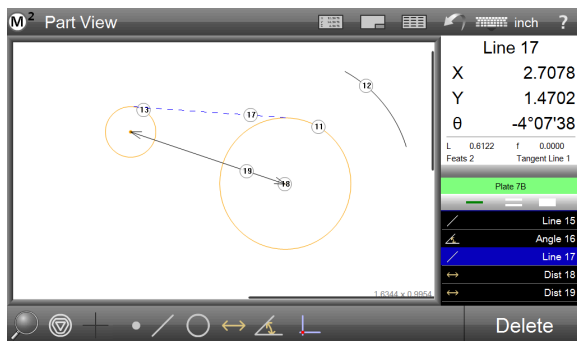 M2 Part View inch ?
Line 17
X 2.7078
Y 1.4702
θ -4°07'38
L 0.6122 f 0.0000
Feats 2 Tangent Line 1
Plate 7B
Line 15
Angle 16
Line 17
Dist 18
Dist 19
12
13
17
11
19
18
1.6344 x 0.9954
Delete